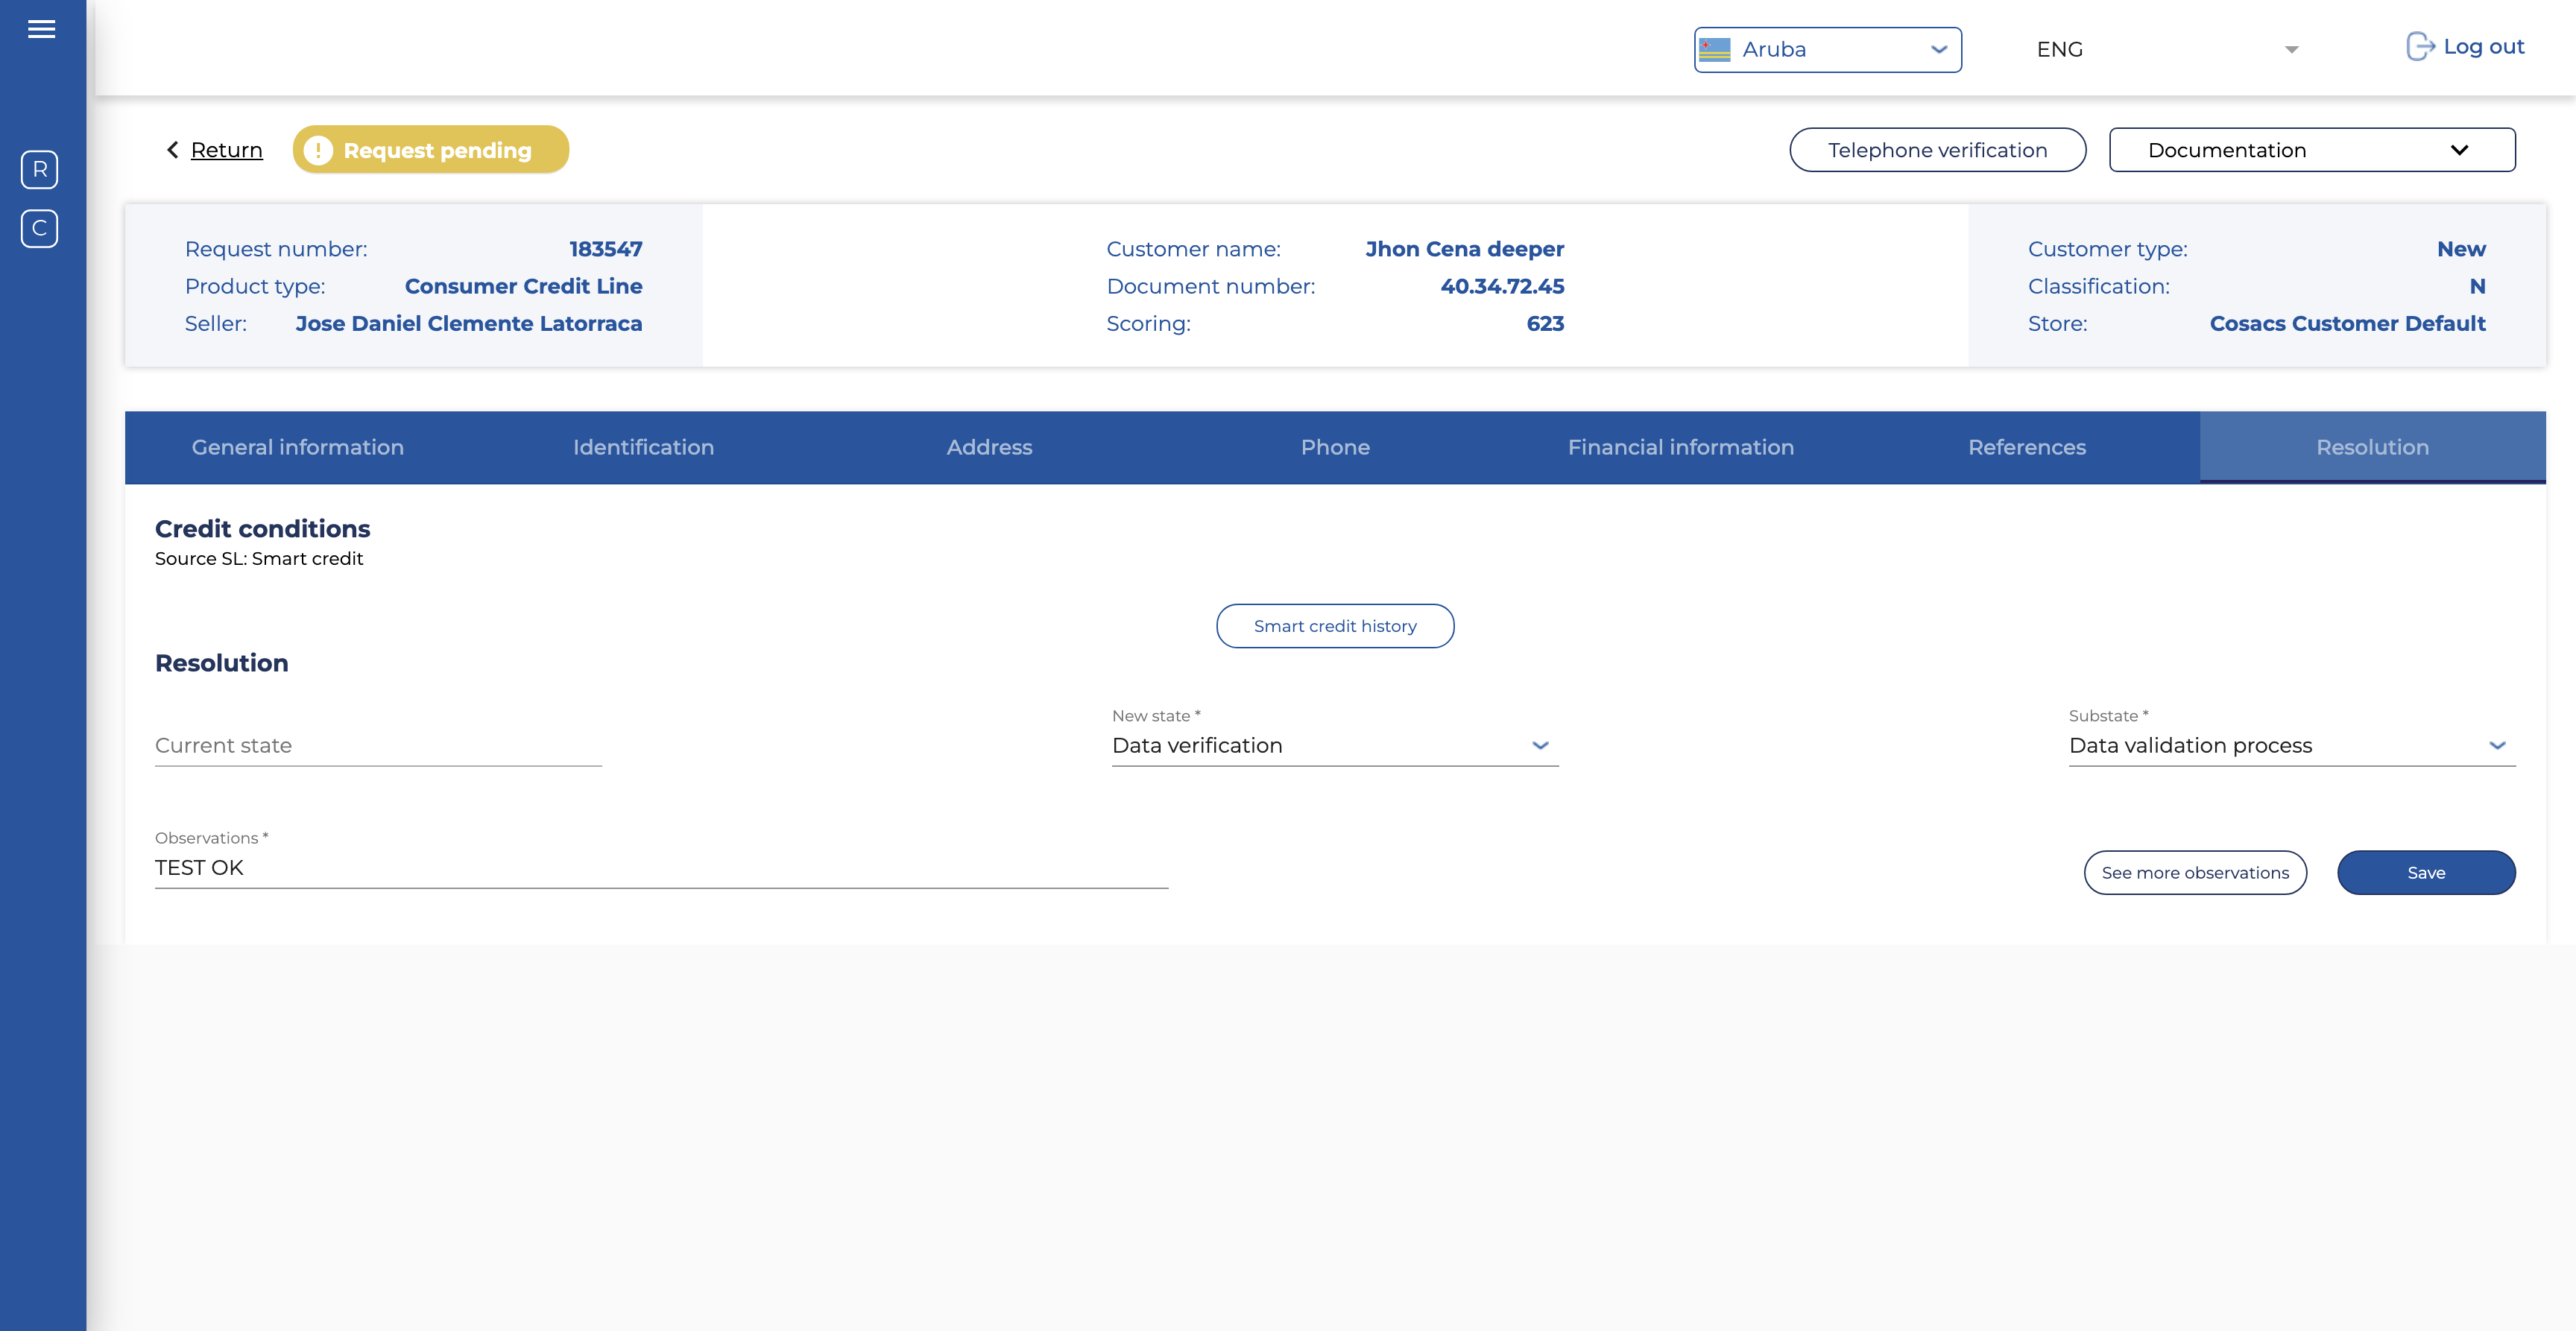 Aruba
ENG
Log out
R
C
Return
Request pending
Telephone verification
Documentation
Request number: 183547
Product type: Consumer Credit Line
Seller: Jose Daniel Clemente Latorraca
Customer name: Jhon Cena deeper
Document number: 40.34.72.45
Scoring: 623
Customer type: New
Classification: N
Store: Cosacs Customer Default
General information
Identification
Address
Phone
Financial information
References
Resolution
Credit conditions
Source SL: Smart credit
Smart credit history
Resolution
Current state
New state *
Data verification
Substate *
Data validation process
Observations *
TEST OK
See more observations
Save